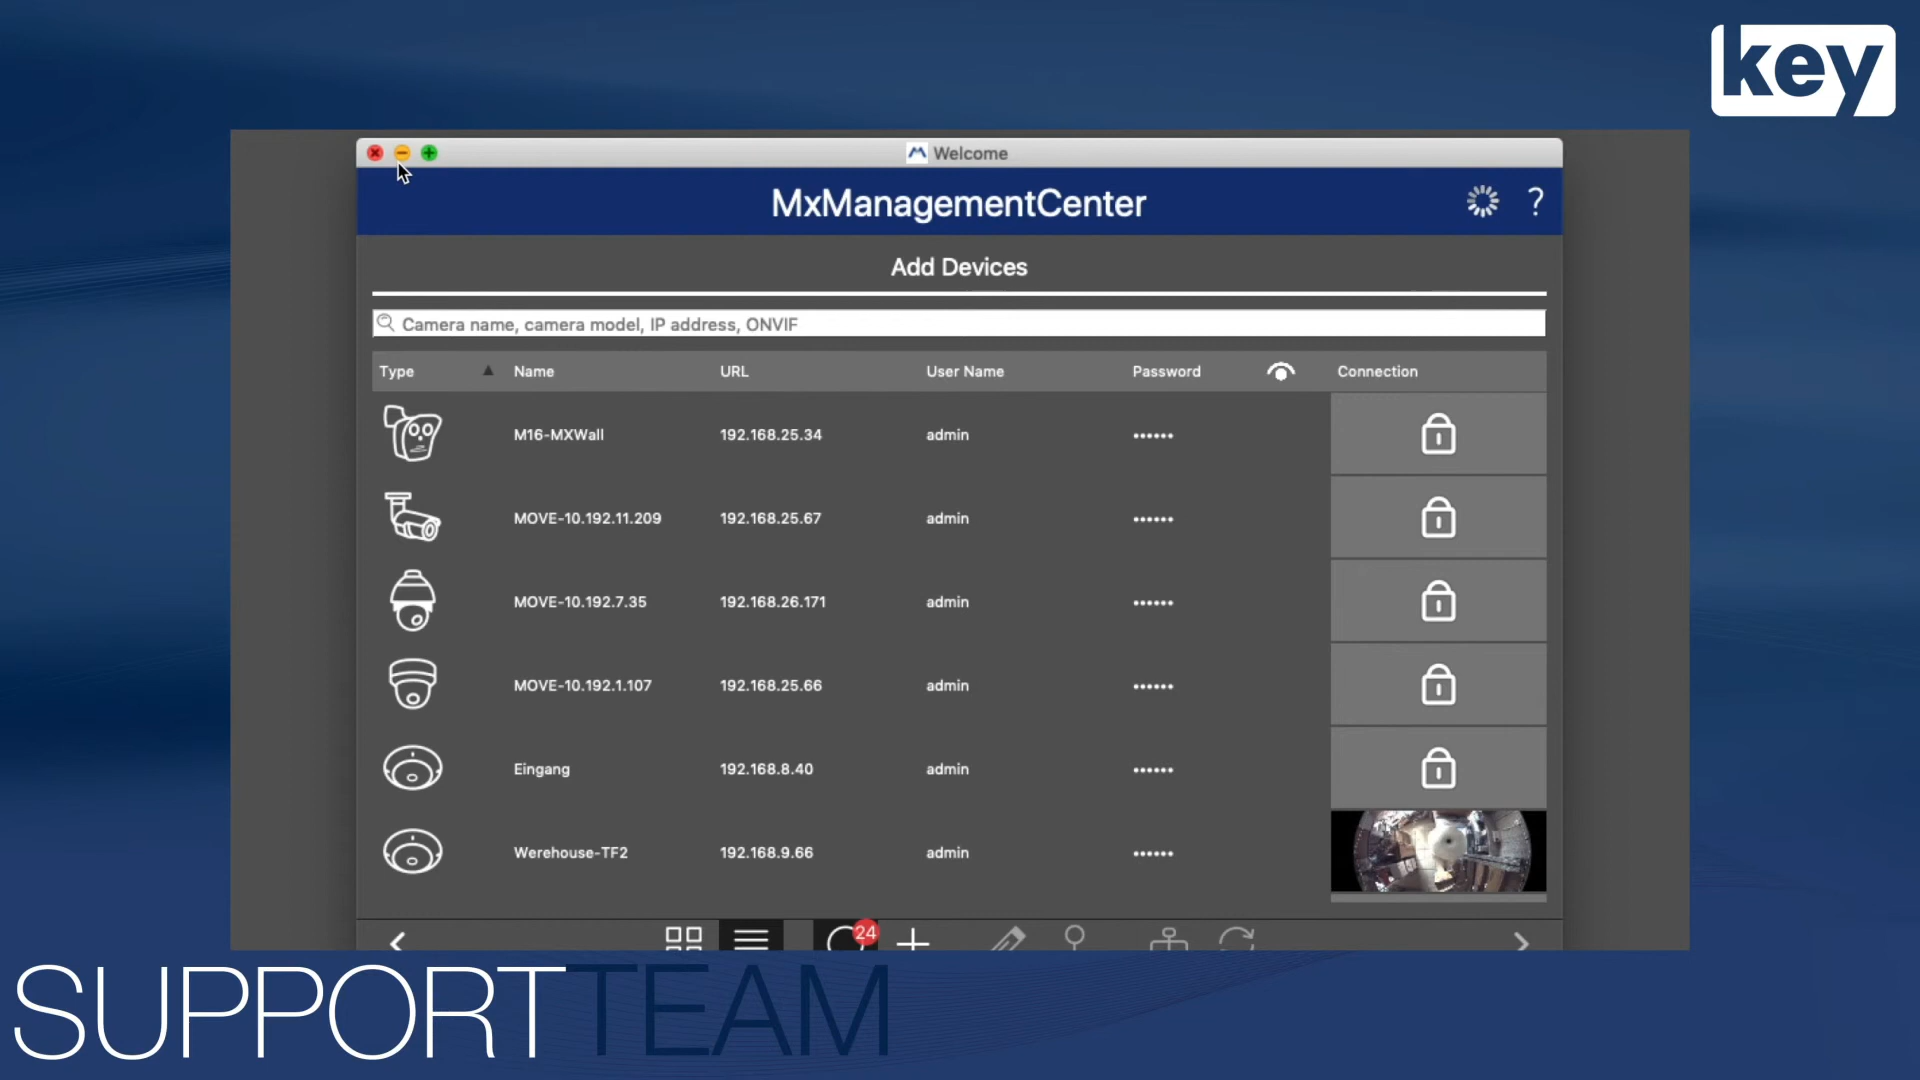 key
Welcome
MxManagementCenter
?
Add Devices
Camera name, camera model, IP address, ONVIF
Type Name URL User Name Password Connection
M16-MXWall 192.168.25.34 admin ••••••
MOVE-10.192.11.209 192.168.25.67 admin ••••••
MOVE-10.192.7.35 192.168.26.171 admin ••••••
MOVE-10.192.1.107 192.168.25.66 admin ••••••
Eingang 192.168.8.40 admin ••••••
Werehouse-TF2 192.168.9.66 admin ••••••
24
SUPPORTTEAM